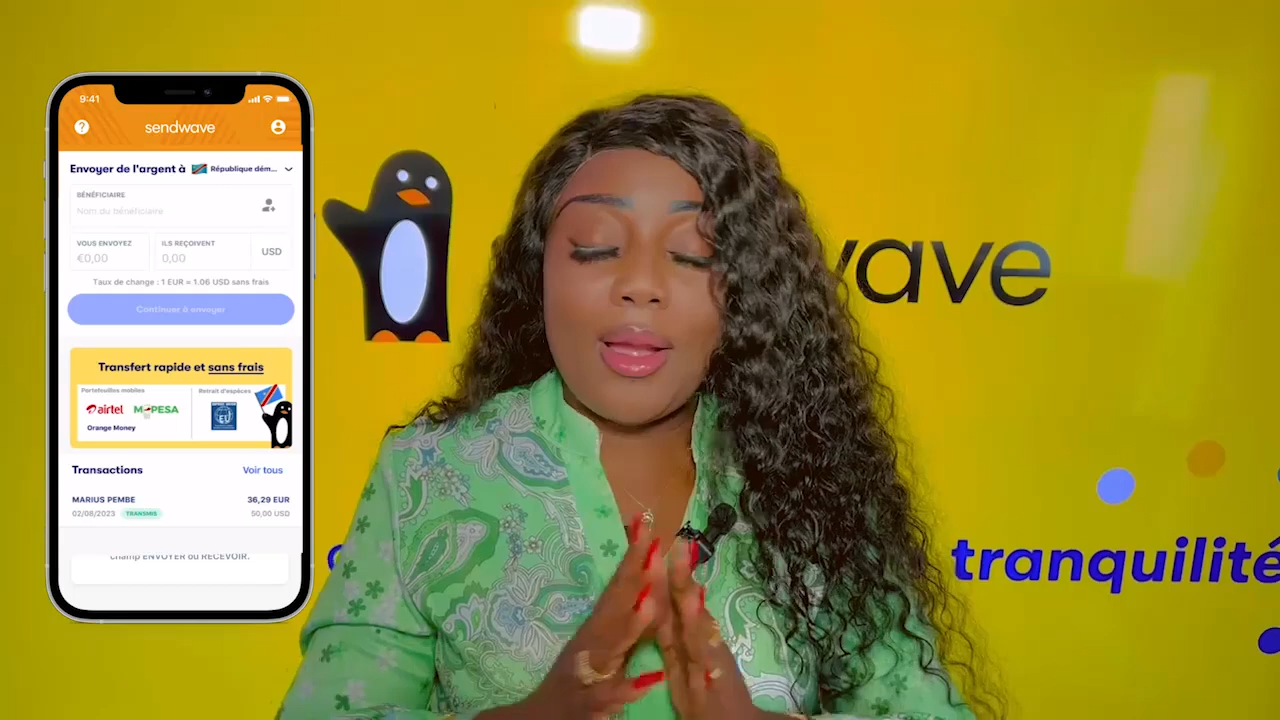 9:41
sendwave
Envoyer de l'argent à République dém...
BÉNÉFICIAIRE
Nom du bénéficiaire
VOUS ENVOYEZ
ILS REÇOIVENT
€0,00
0,00
USD
Taux de change : 1 EUR = 1.06 USD sans frais
Continuer à envoyer
Transfert rapide et sans frais
Portefeuilles mobiles
Retrait d'espèces
airtel
M-PESA
EU
Orange Money
Transactions
Voir tous
MARIUS PEMBE
36,29 EUR
02/08/2023
TRANSMIS
50,00 USD
champ ENVOYER ou RECEVOIR.
wave
tranquilité